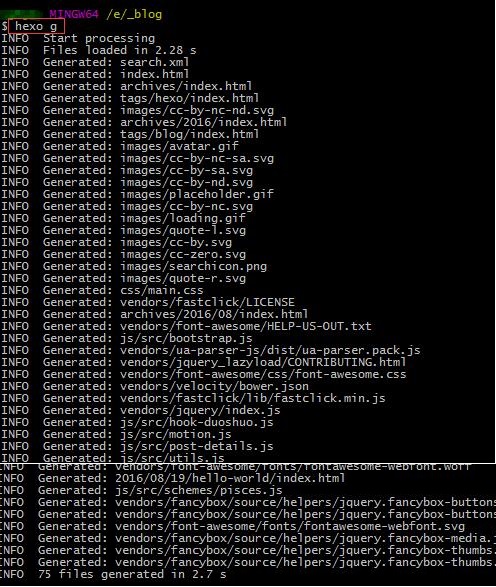 MINGW64 /e/_blog
$ hexo g
INFO  Start processing
INFO  Files loaded in 2.28 s
INFO  Generated: search.xml
INFO  Generated: index.html
INFO  Generated: archives/index.html
INFO  Generated: tags/hexo/index.html
INFO  Generated: images/cc-by-nc-nd.svg
INFO  Generated: archives/2016/index.html
INFO  Generated: tags/blog/index.html
INFO  Generated: images/avatar.gif
INFO  Generated: images/cc-by-nc-sa.svg
INFO  Generated: images/cc-by-sa.svg
INFO  Generated: images/cc-by-nd.svg
INFO  Generated: images/placeholder.gif
INFO  Generated: images/cc-by-nc.svg
INFO  Generated: images/loading.gif
INFO  Generated: images/quote-l.svg
INFO  Generated: images/cc-by.svg
INFO  Generated: images/cc-zero.svg
INFO  Generated: images/searchicon.png
INFO  Generated: images/quote-r.svg
INFO  Generated: css/main.css
INFO  Generated: vendors/fastclick/LICENSE
INFO  Generated: archives/2016/08/index.html
INFO  Generated: vendors/font-awesome/HELP-US-OUT.txt
INFO  Generated: js/src/bootstrap.js
INFO  Generated: vendors/ua-parser-js/dist/ua-parser.pack.js
INFO  Generated: vendors/jquery_lazyload/CONTRIBUTING.html
INFO  Generated: vendors/font-awesome/css/font-awesome.css
INFO  Generated: vendors/velocity/bower.json
INFO  Generated: vendors/fastclick/lib/fastclick.min.js
INFO  Generated: vendors/jquery/index.js
INFO  Generated: js/src/hook-duoshuo.js
INFO  Generated: js/src/motion.js
INFO  Generated: js/src/post-details.js
INFO  Generated: js/src/utils.js
INFO  Generated: vendors/font-awesome/fonts/fontawesome-webfont.woff
INFO  Generated: 2016/08/19/hello-world/index.html
INFO  Generated: js/src/schemes/pisces.js
INFO  Generated: vendors/fancybox/source/helpers/jquery.fancybox-buttons
INFO  Generated: vendors/fancybox/source/helpers/jquery.fancybox-buttons
INFO  Generated: vendors/font-awesome/fonts/fontawesome-webfont.svg
INFO  Generated: vendors/fancybox/source/helpers/jquery.fancybox-media.j
INFO  Generated: vendors/fancybox/source/helpers/jquery.fancybox-thumbs.
INFO  Generated: vendors/fancybox/source/helpers/jquery.fancybox-thumbs.
INFO  75 files generated in 2.7 s